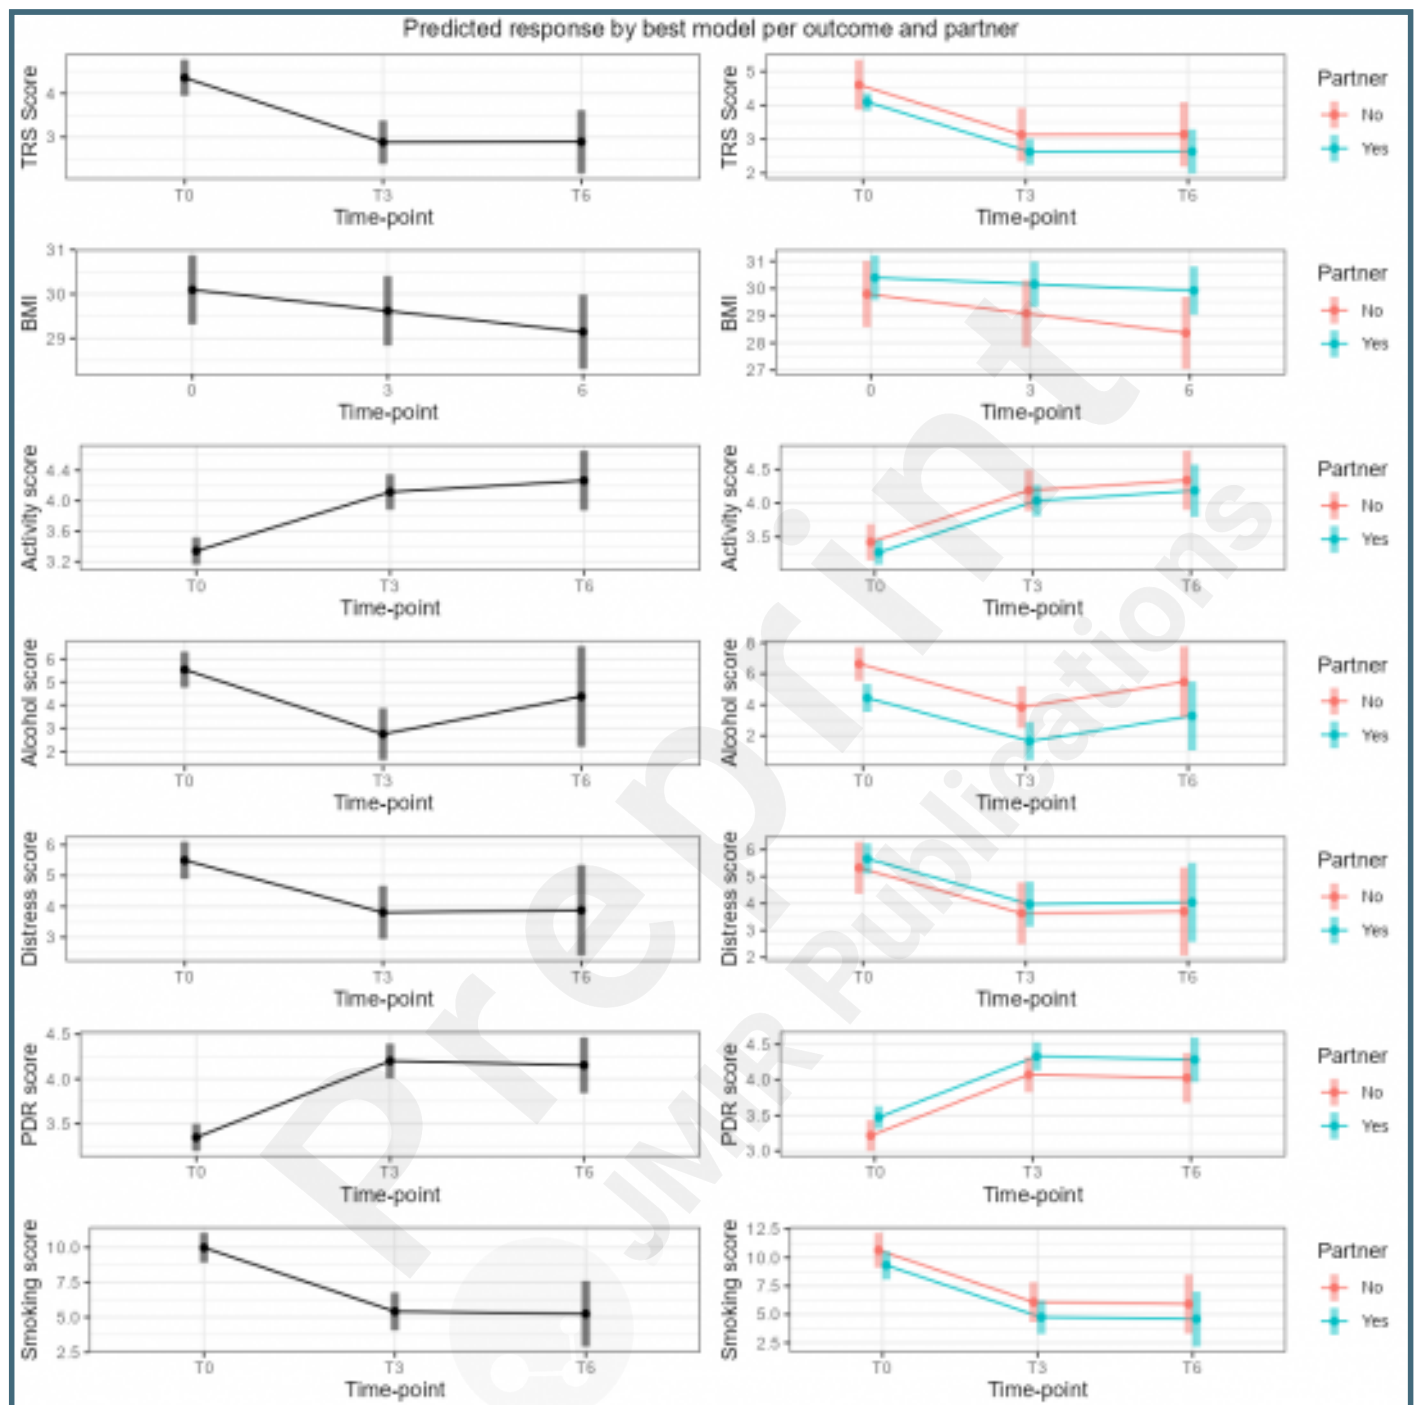 Predicted response by best model per outcome and partner
TRS Score
4
3
T0 T3 T6
Time-point
TRS Score
5
4
3
2
T0 T3 T6
Time-point
Partner
No
Yes
BMI
31
30
29
0 3 6
Time-point
BMI
31
30
29
28
27
0 3 6
Time-point
Partner
No
Yes
Activity score
4.4
4.0
3.6
3.2
T0 T3 T6
Time-point
Activity score
4.5
4.0
3.5
T0 T3 T6
Time-point
Partner
No
Yes
Alcohol score
6
5
4
3
2
T0 T3 T6
Time-point
Alcohol score
8
6
4
2
T0 T3 T6
Time-point
Partner
No
Yes
Distress score
6
5
4
3
T0 T3 T6
Time-point
Distress score
6
5
4
3
2
T0 T3 T6
Time-point
Partner
No
Yes
PDR score
4.5
4.0
3.5
T0 T3 T6
Time-point
PDR score
4.5
4.0
3.5
3.0
T0 T3 T6
Time-point
Partner
No
Yes
Smoking score
10.0
7.5
5.0
2.5
T0 T3 T6
Time-point
Smoking score
12.5
10.0
7.5
5.0
2.5
T0 T3 T6
Time-point
Partner
No
Yes
Preprint
JMIR Publications